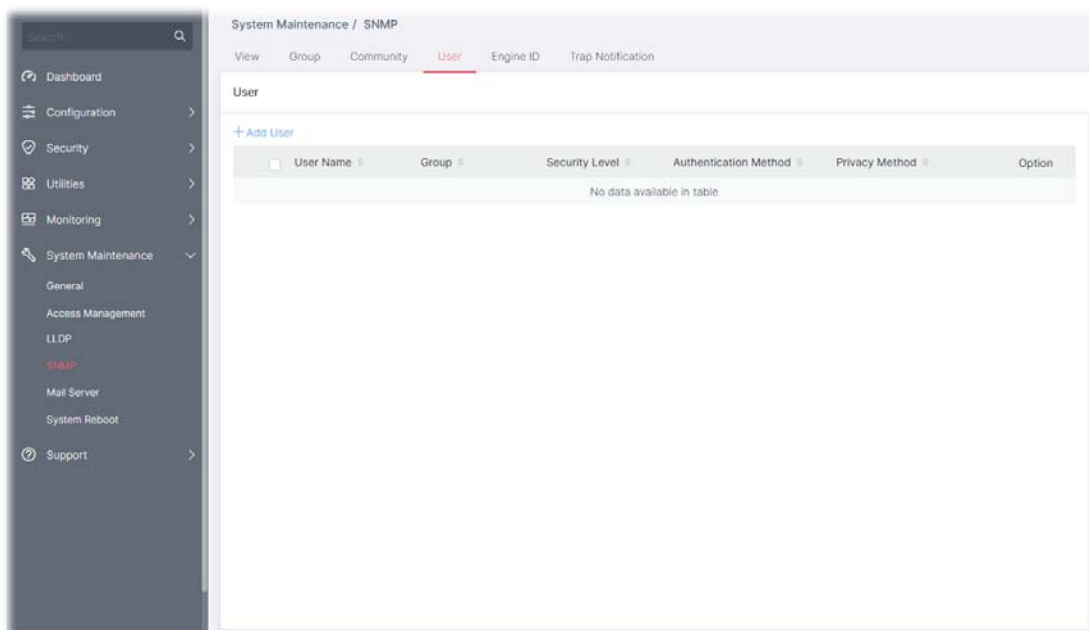 Search...
Dashboard
Configuration
Security
Utilities
Monitoring
System Maintenance
General
Access Management
LLDP
SNMP
Mail Server
System Reboot
Support
System Maintenance / SNMP
View Group Community User Engine ID Trap Notification
User
+ Add User
User Name Group Security Level Authentication Method Privacy Method Option
No data available in table